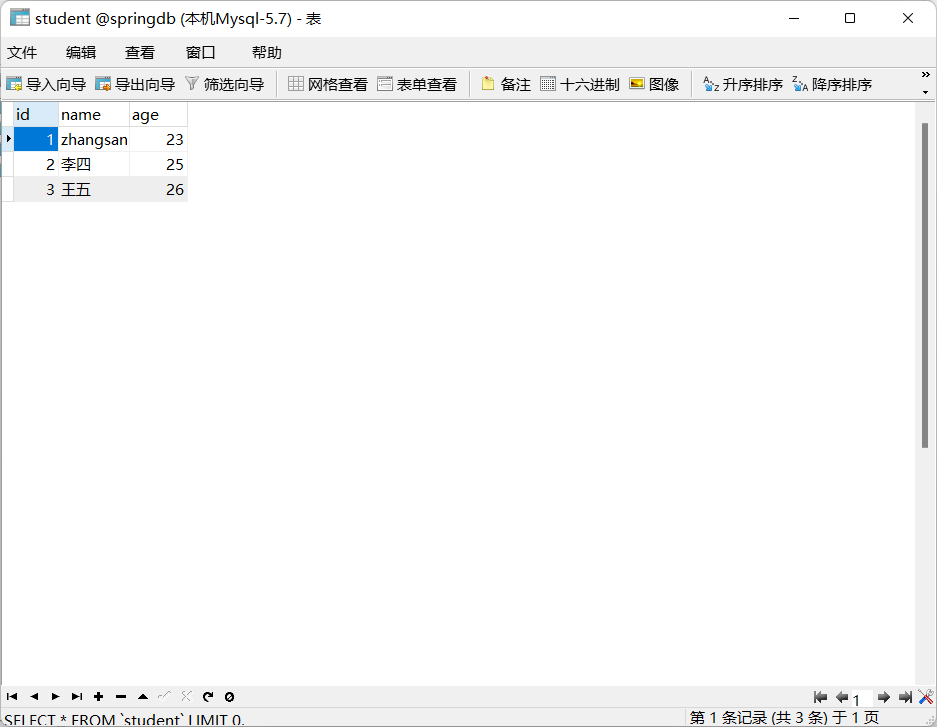 student @springdb (本机Mysql-5.7) - 表
文件 编辑 查看 窗口 帮助
导入向导 导出向导 筛选向导 网格查看 表单查看 备注 十六进制 图像 升序排序 降序排序
id name age
1 zhangsan 23
2 李四 25
3 王五 26
1
SELECT * FROM `student` LIMIT 0, 第 1 条记录 (共 3 条) 于 1 页